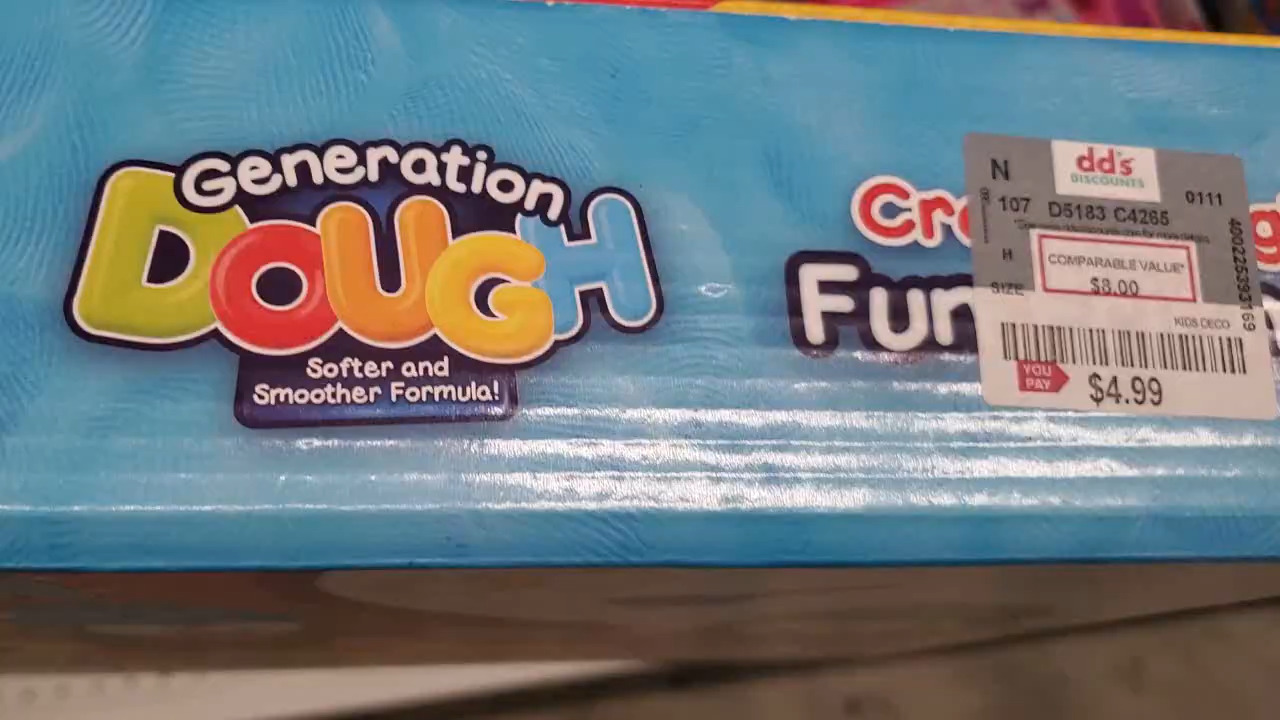 Generation
DOUGH
Softer and
Smoother Formula!
Fun
N
dd's
DISCOUNTS
0111
107 D5183 C4265
H
COMPARABLE VALUE*
$8.00
SIZE
KIDS DECO
YOU
PAY
$4.99